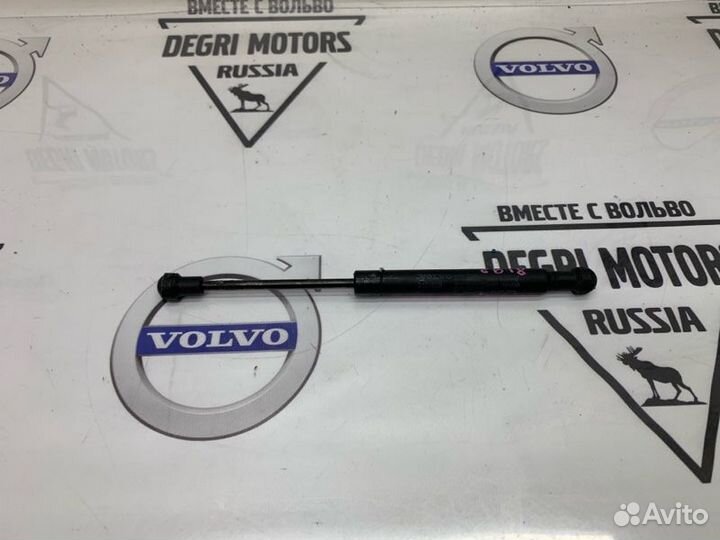 ВМЕСТЕ С ВОЛЬВО
DEGRI MOTORS
RUSSIA
VOLVO
ВМЕСТЕ С ВОЛЬВО
DEGRI MOTORS
RUSSIA
VOLVO
Avito